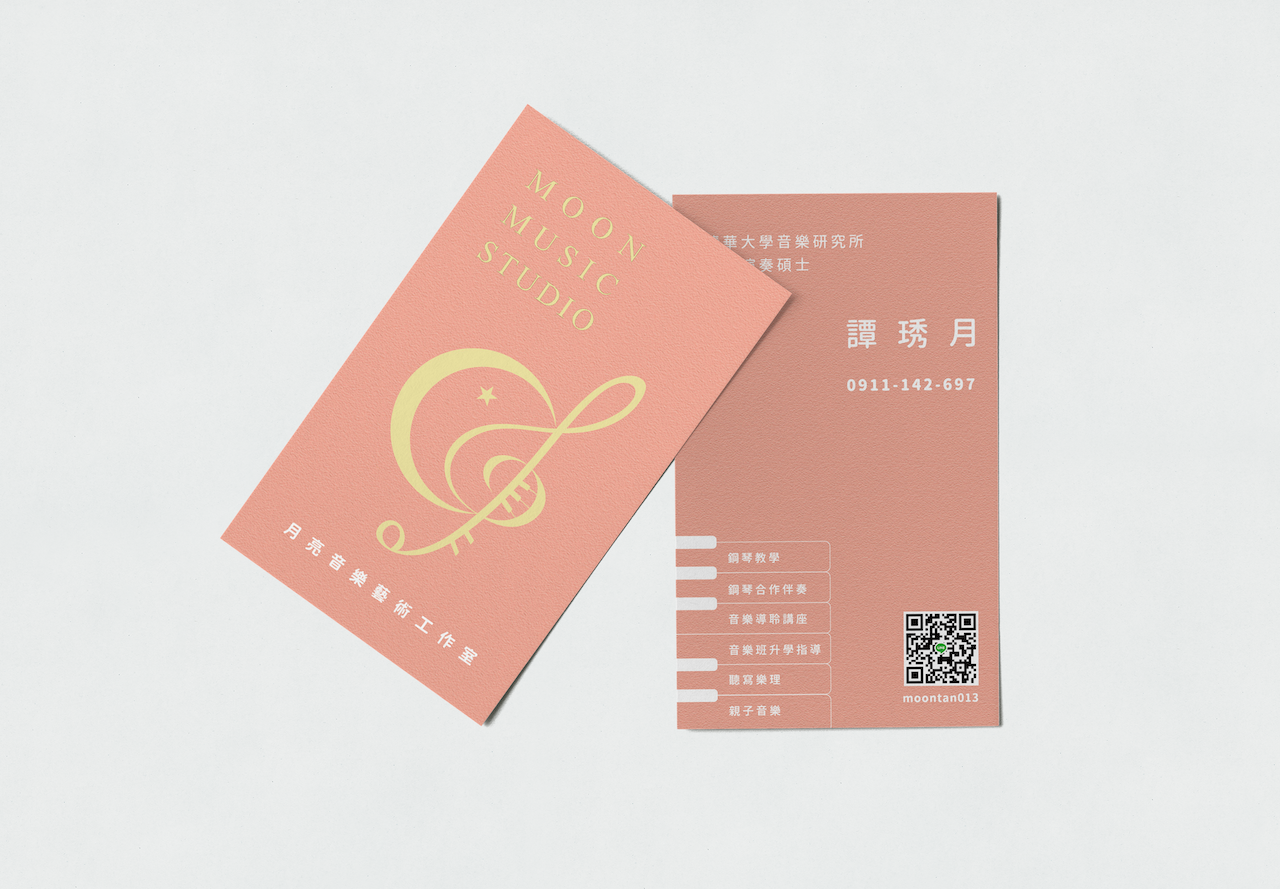 MOON
MUSIC
STUDIO
月亮音樂藝術工作室
華大學音樂研究所
演奏碩士
譚琇月
0911-142-697
鋼琴教學
鋼琴合作伴奏
音樂導聆講座
音樂班升學指導
聽寫樂理
親子音樂
moontan013